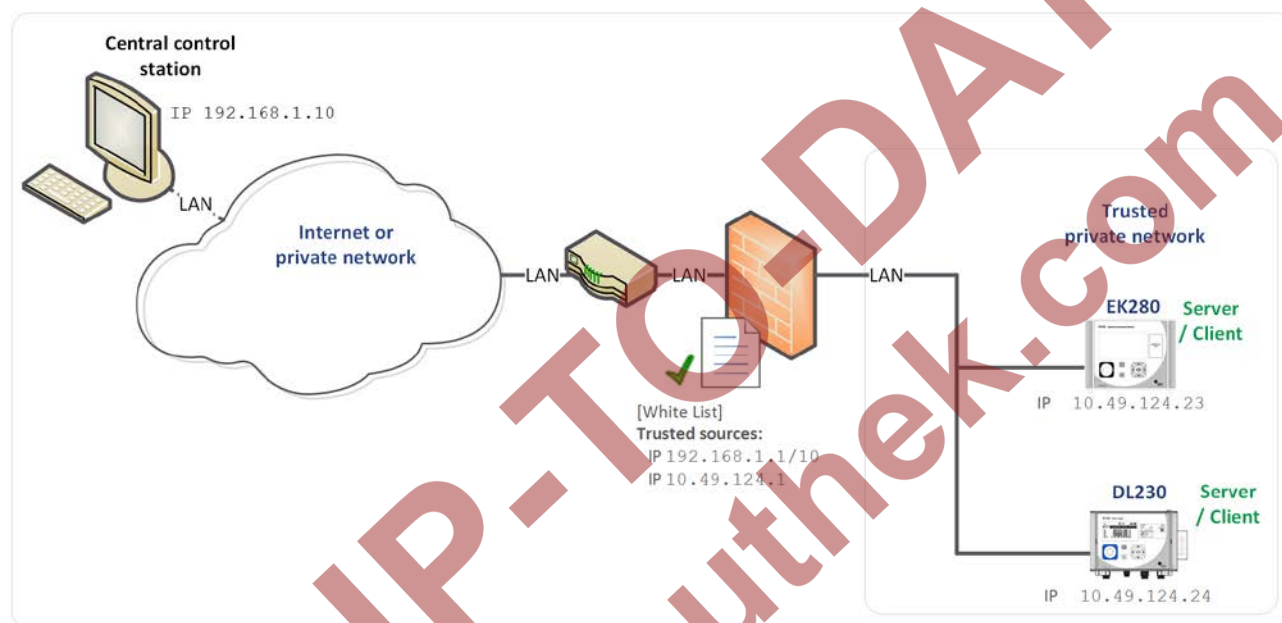 Central control
station
IP 192.168.1.10
LAN
Internet or
private network
LAN
LAN
LAN
[White List]
Trusted sources:
IP 192.168.1.1/10
IP 10.49.124.1
Trusted
private network
EK280
Server
/ Client
IP 10.49.124.23
DL230
Server
/ Client
IP 10.49.124.24
IP-TO-DA
uthek.com